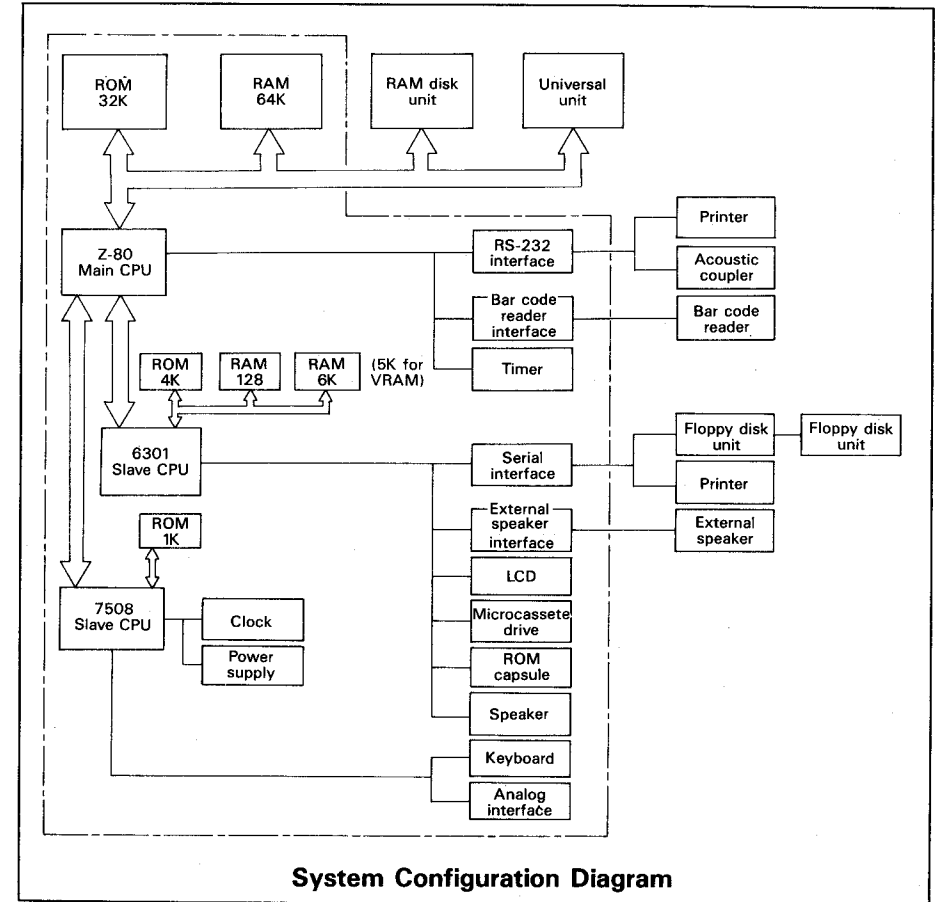 ROM
32K
RAM
64K
RAM disk
unit
Universal
unit
Z-80
Main CPU
RS-232
interface
Printer
Acoustic
coupler
Bar code
reader
interface
Bar code
reader
Timer
ROM
4K
RAM
128
RAM
6K
(5K for
VRAM)
6301
Slave CPU
Serial
interface
Floppy disk
unit
Floppy disk
unit
Printer
External
speaker
interface
External
speaker
ROM
1K
LCD
7508
Slave CPU
Clock
Power
supply
Microcassete
drive
ROM
capsule
Speaker
Keyboard
Analog
interface
System Configuration Diagram